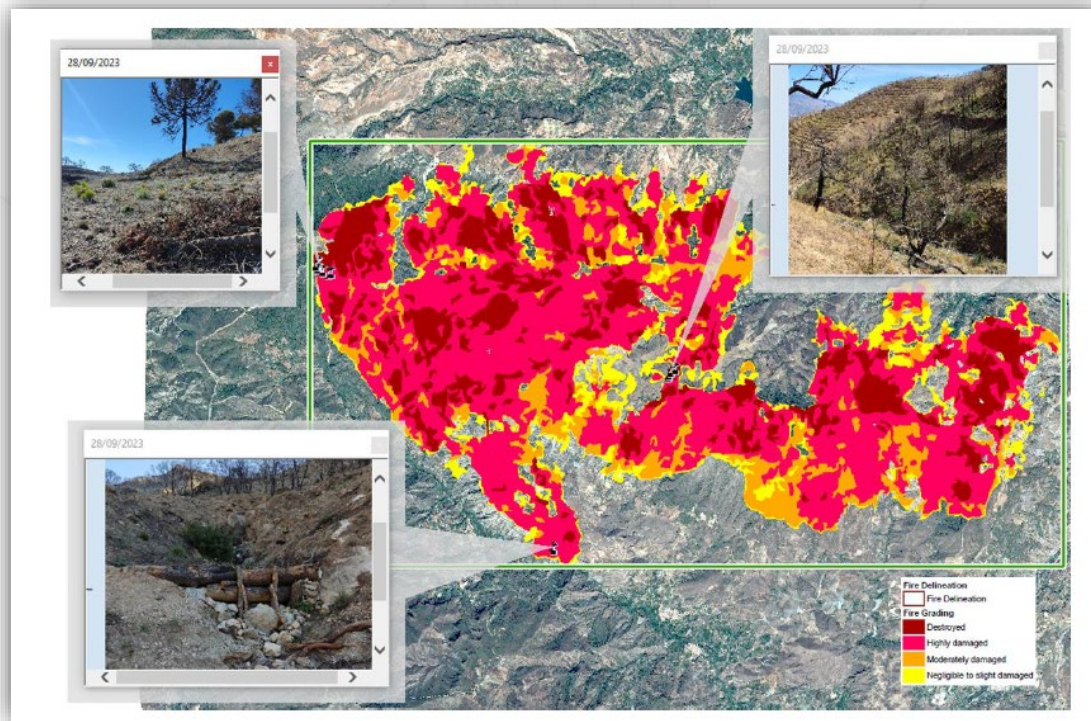 28/09/2023
x
28/09/2023
28/09/2023
Fire Delineation
Fire Delineation
Fire Grading
Destroyed
Highly damaged
Moderately damaged
Negligible to slight damaged